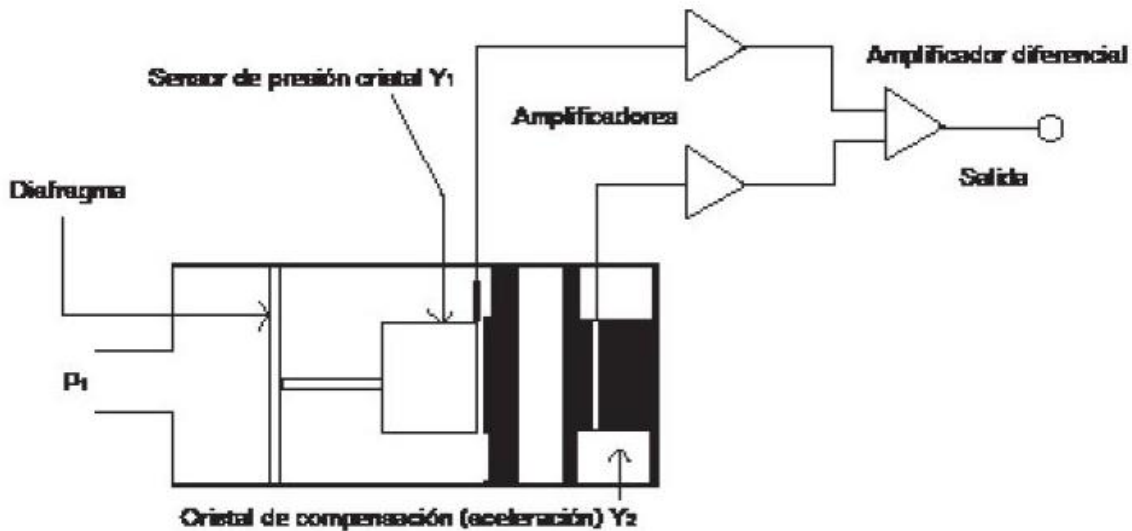 Sensor de presión cristal Y1
Amplificador diferencial
Amplificadores
Salida
Diafragma
P1
Cristal de compensación (aceleración) Y2